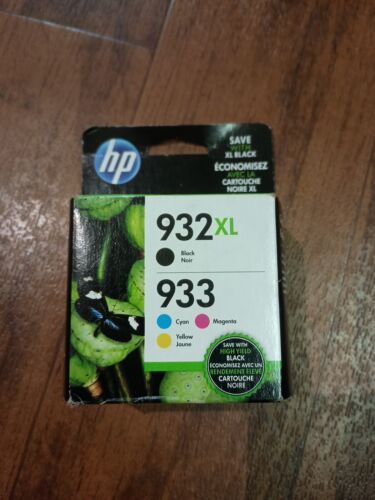 hp
SAVE
WITH
XL BLACK
ÉCONOMISEZ
AVEC LA
CARTOUCHE
NOIRE XL
932XL
Black
Noir
933
Cyan
Magenta
Yellow
Jaune
SAVE WITH
HIGH YIELD
BLACK
ÉCONOMISEZ AVEC UN
RENDEMENT ÉLEVÉ
CARTOUCHE
NOIR